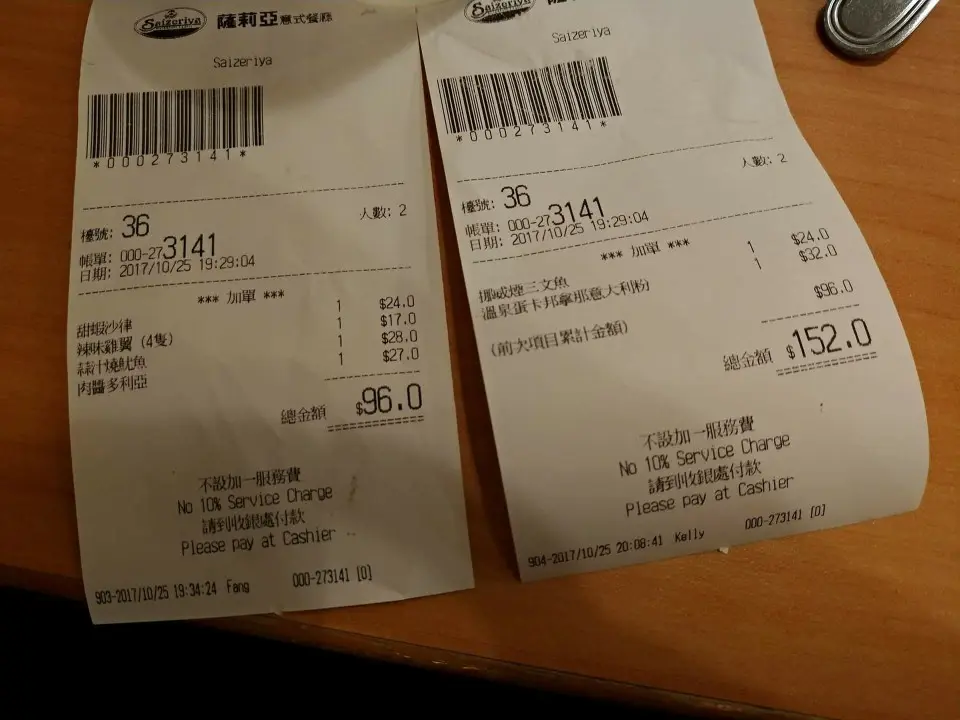 Saizeriya 薩莉亞意式餐廳
Saizeriya
*000273141*
檯號: 36 人數: 2
帳單: 000-273141
日期: 2017/10/25 19:29:04
*** 加單 ***
甜蝦沙律 1 $24.0
辣味雞翼 (4隻) 1 $17.0
蒜汁燒魷魚 1 $28.0
肉醬多利亞 1 $27.0
總金額 $96.0
不設加一服務費
No 10% Service Charge
請到收銀處付款
Please pay at Cashier
903-2017/10/25 19:34:24 Fang 000-273141 [0]
Saizeriya
Saizeriya
*000273141*
檯號: 36 人數: 2
帳單: 000-273141
日期: 2017/10/25 19:29:04
*** 加單 ***
挪威煙三文魚 1 $24.0
溫泉蛋卡邦拿那意大利粉 1 $32.0
(前次項目累計金額) $96.0
總金額 $152.0
不設加一服務費
No 10% Service Charge
請到收銀處付款
Please pay at Cashier
904-2017/10/25 20:08:41 Kelly 000-273141 [0]